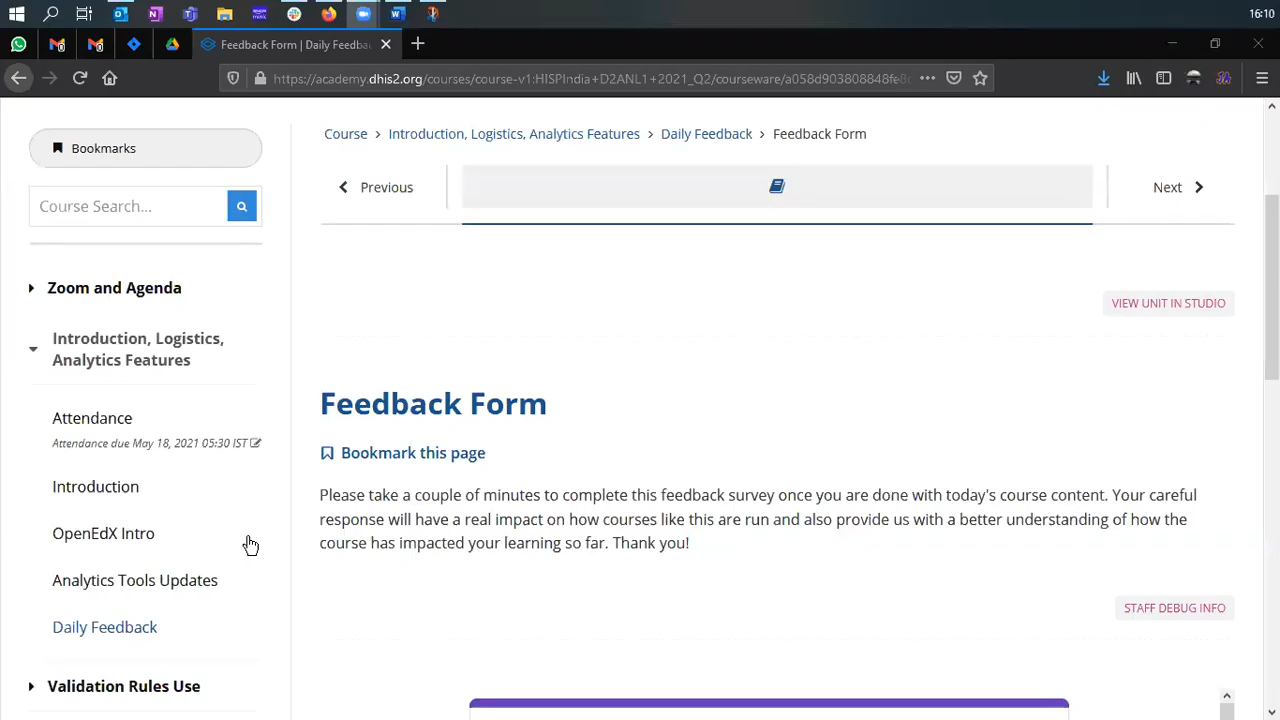 16:10
Feedback Form | Daily Feedba
https://academy.dhis2.org/courses/course-v1:HISPIndia+D2ANL1+2021_Q2/courseware/a058d903808848fe8
Bookmarks
Course Search...
Zoom and Agenda
Introduction, Logistics,
Analytics Features
Attendance
Attendance due May 18, 2021 05:30 IST
Introduction
OpenEdX Intro
Analytics Tools Updates
Daily Feedback
Validation Rules Use
Course > Introduction, Logistics, Analytics Features > Daily Feedback > Feedback Form
Previous
Next
VIEW UNIT IN STUDIO
Feedback Form
Bookmark this page
Please take a couple of minutes to complete this feedback survey once you are done with today's course content. Your careful
response will have a real impact on how courses like this are run and also provide us with a better understanding of how the
course has impacted your learning so far. Thank you!
STAFF DEBUG INFO